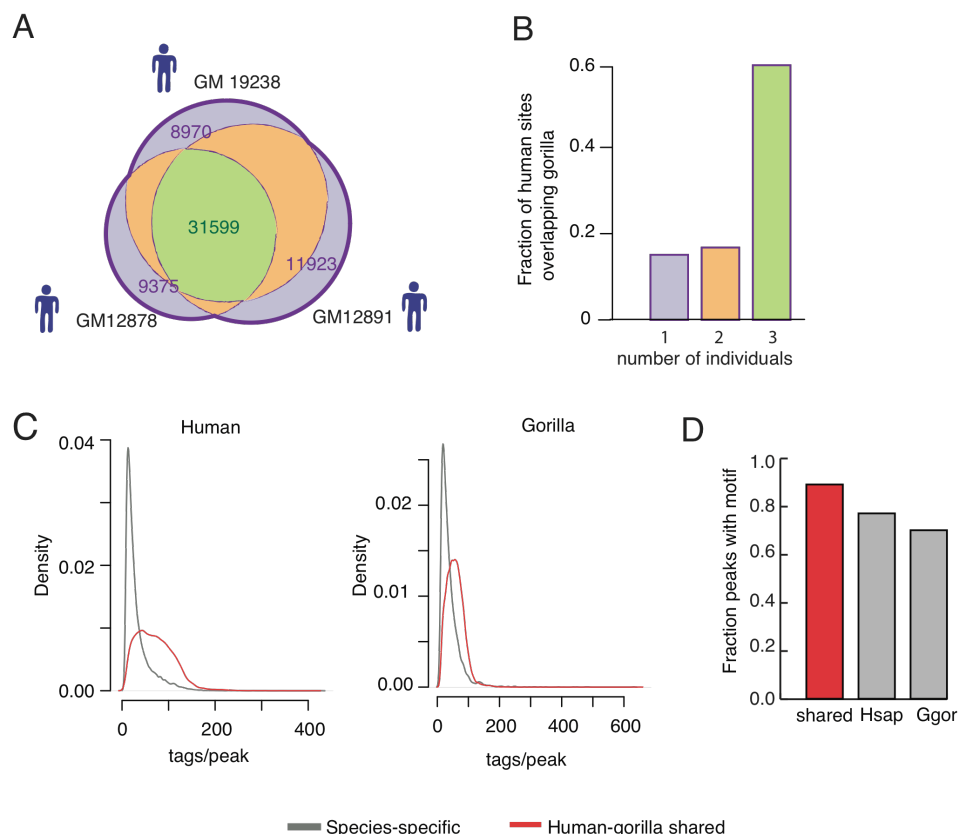 A
GM 19238
8970
31599
11923
9375
GM12878
GM12891
B
Fraction of human sites
overlapping gorilla
0.6
0.4
0.2
0
1 2 3
number of individuals
C
Human
Density
0.04
0.02
0.00
0 200 400
tags/peak
Gorilla
Density
0.02
0.01
0.00
0 200 400 600
tags/peak
D
Fraction peaks with motif
1.0
0.8
0.6
0.4
0.2
0.0
shared Hsap Ggor
Species-specific Human-gorilla shared